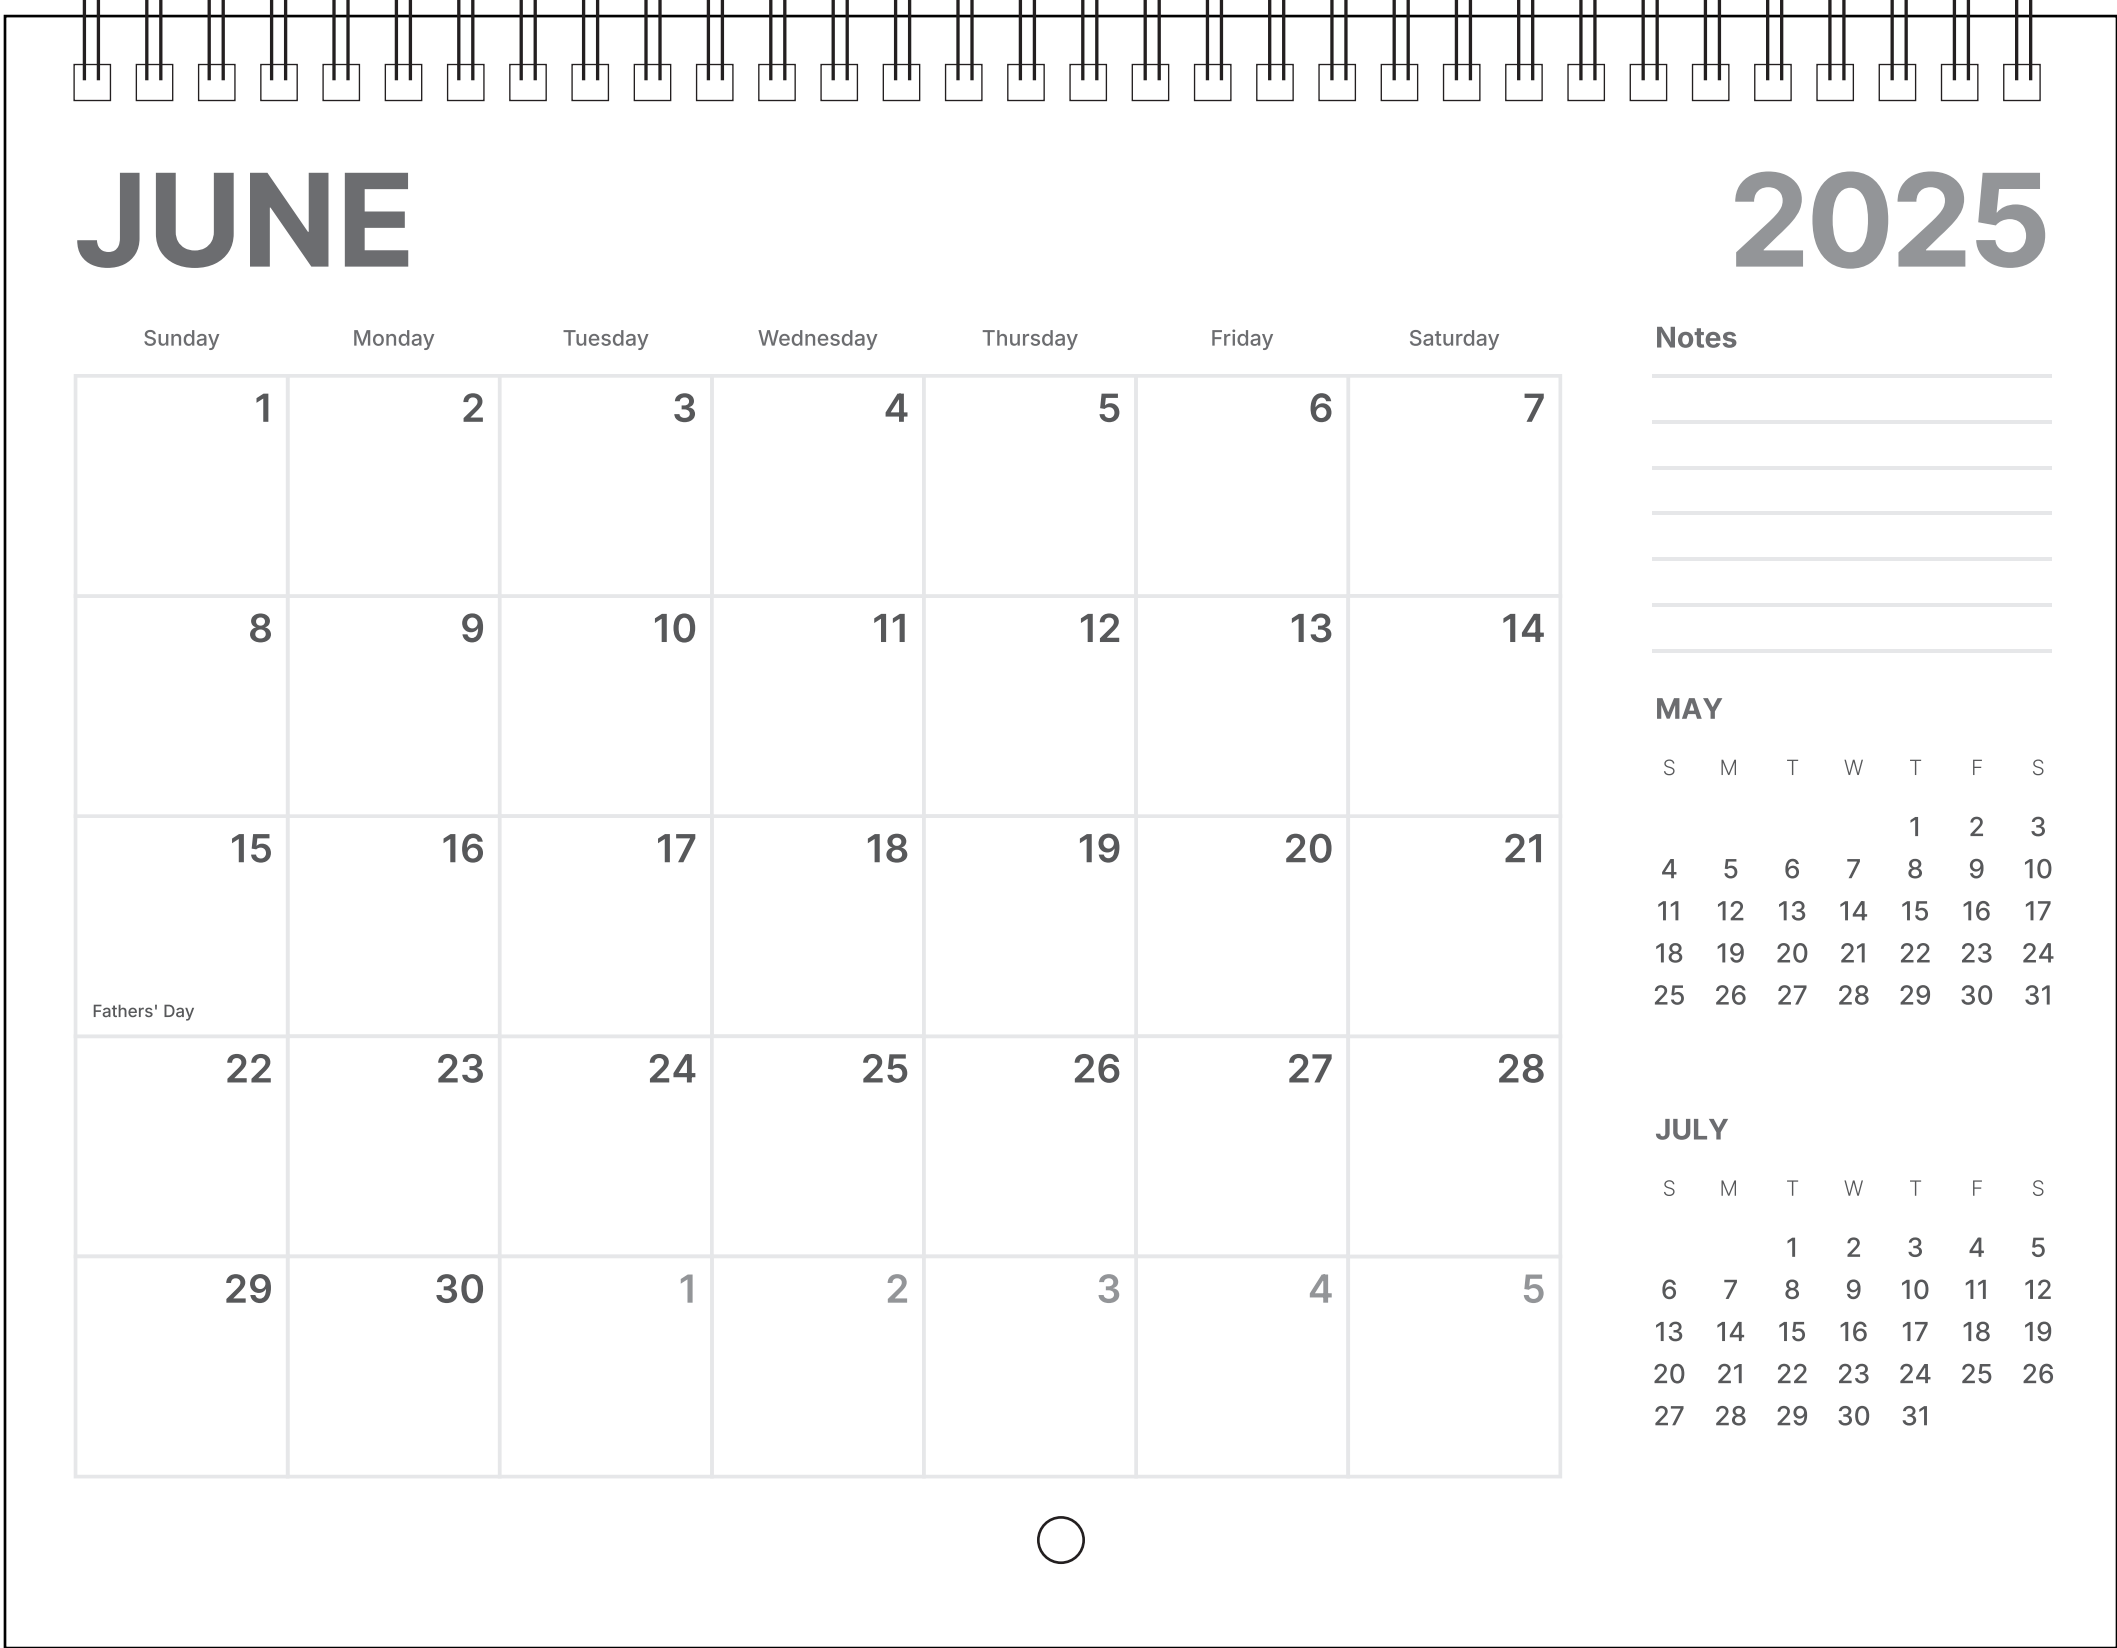 JUNE 2025
Sunday Monday Tuesday Wednesday Thursday Friday Saturday
1 2 3 4 5 6 7
8 9 10 11 12 13 14
15 16 17 18 19 20 21
Fathers' Day
22 23 24 25 26 27 28
29 30 1 2 3 4 5
Notes
MAY
S M T W T F S
1 2 3
4 5 6 7 8 9 10
11 12 13 14 15 16 17
18 19 20 21 22 23 24
25 26 27 28 29 30 31
JULY
S M T W T F S
1 2 3 4 5
6 7 8 9 10 11 12
13 14 15 16 17 18 19
20 21 22 23 24 25 26
27 28 29 30 31